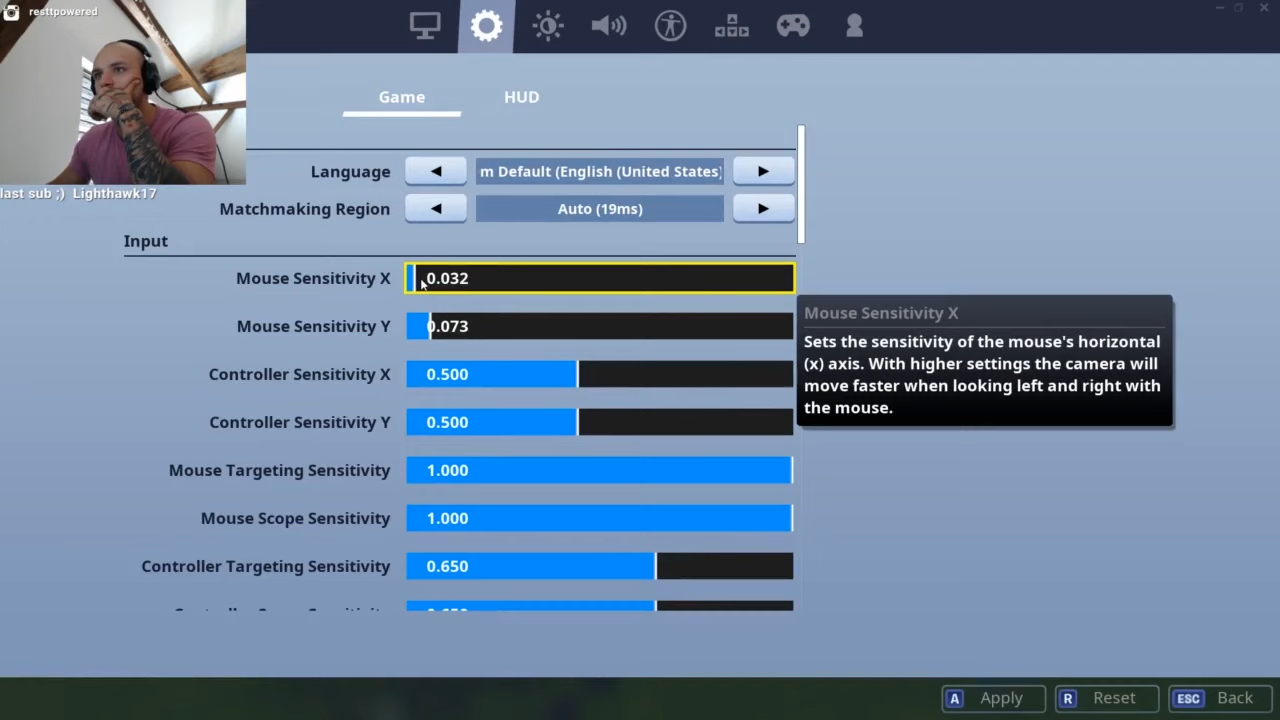 resttpowered
last sub ;) Lighthawk17
Game
HUD
Language
m Default (English (United States)
Matchmaking Region
Auto (19ms)
Input
Mouse Sensitivity X
0.032
Mouse Sensitivity Y
0.073
Controller Sensitivity X
0.500
Controller Sensitivity Y
0.500
Mouse Targeting Sensitivity
1.000
Mouse Scope Sensitivity
1.000
Controller Targeting Sensitivity
0.650
Mouse Sensitivity X
Sets the sensitivity of the mouse's horizontal
(x) axis. With higher settings the camera will
move faster when looking left and right with
the mouse.
A Apply
R Reset
ESC Back